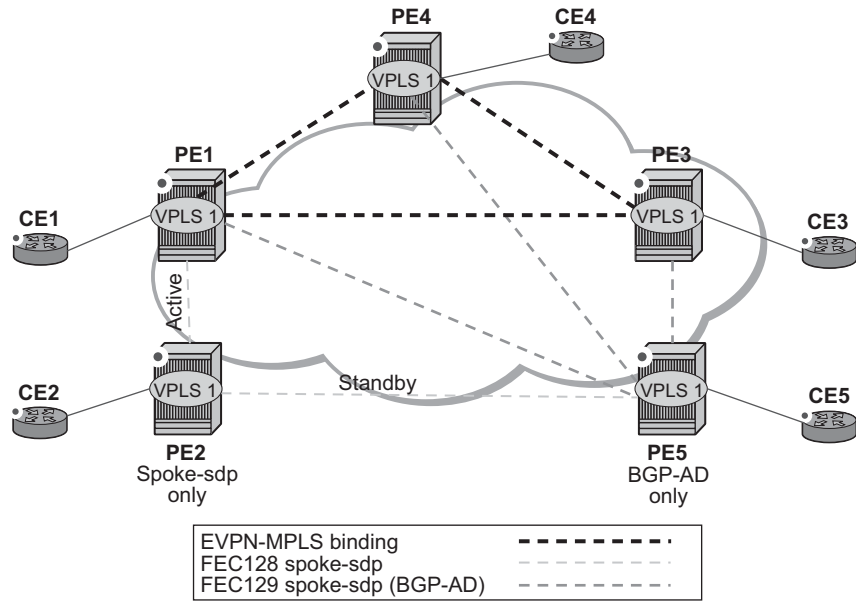 PE4
CE4
VPLS 1
PE1
PE3
CE1
VPLS 1
VPLS 1
CE3
Active
Standby
CE2
VPLS 1
VPLS 1
CE5
PE2
Spoke-sdp
only
PE5
BGP-AD
only
EVPN-MPLS binding
FEC128 spoke-sdp
FEC129 spoke-sdp (BGP-AD)